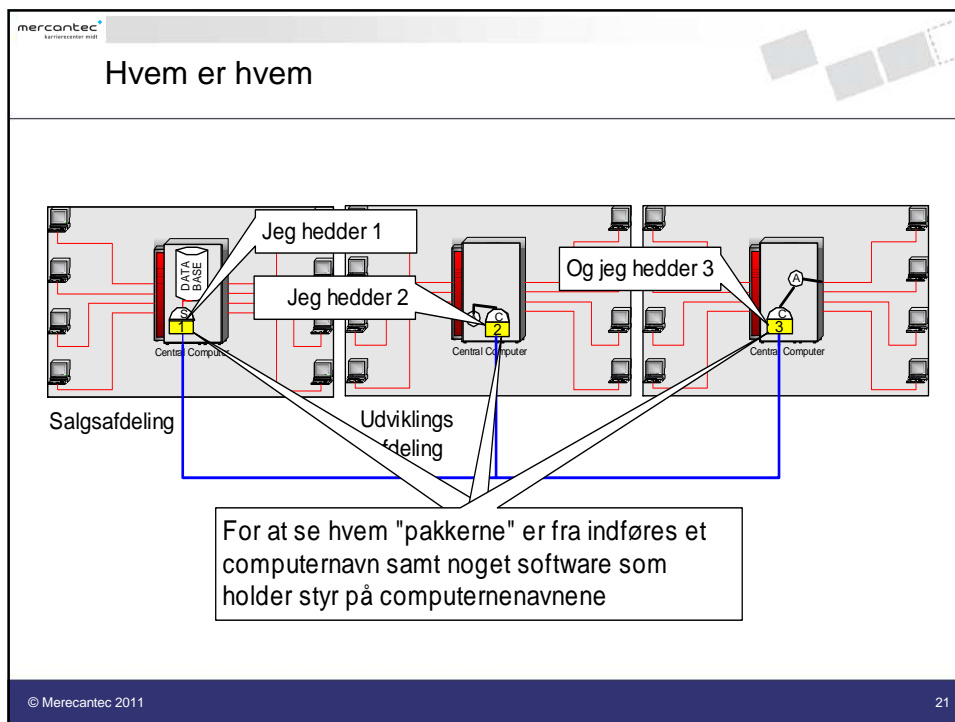 mercantec
karrierecenter midt
Hvem er hvem
Jeg hedder 1
Jeg hedder 2
Og jeg hedder 3
DATA
BASE
S
1
Central Computer
C
2
Central Computer
A
C
3
Central Computer
Salgsafdeling
Udviklings
fdeling
For at se hvem "pakkerne" er fra indføres et
computernavn samt noget software som
holder styr på computernenavnene
© Merecantec 2011
21